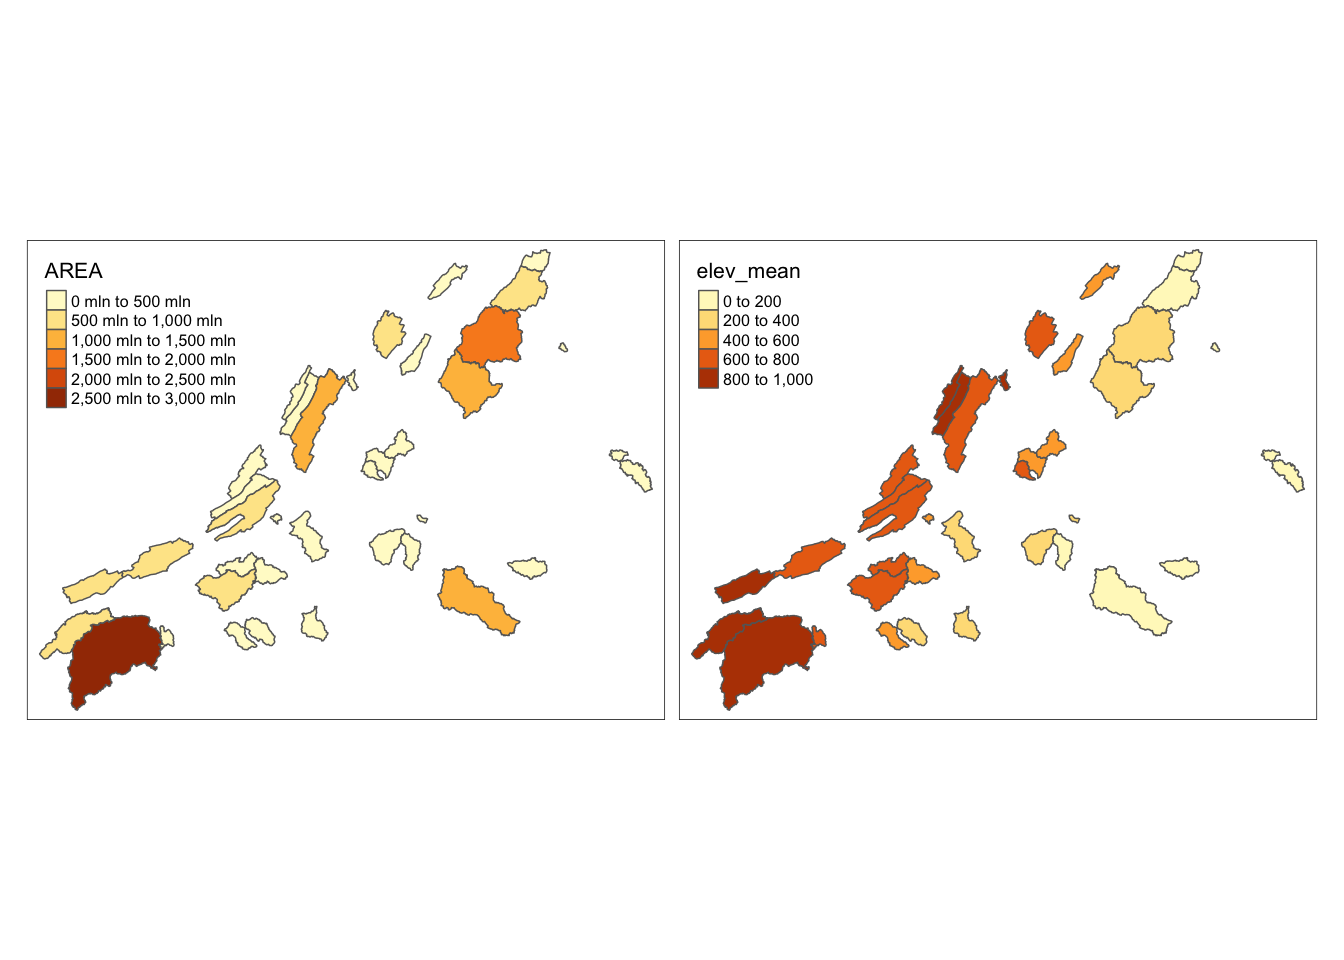 AREA
0 mln to 500 mln
500 mln to 1,000 mln
1,000 mln to 1,500 mln
1,500 mln to 2,000 mln
2,000 mln to 2,500 mln
2,500 mln to 3,000 mln
elev_mean
0 to 200
200 to 400
400 to 600
600 to 800
800 to 1,000